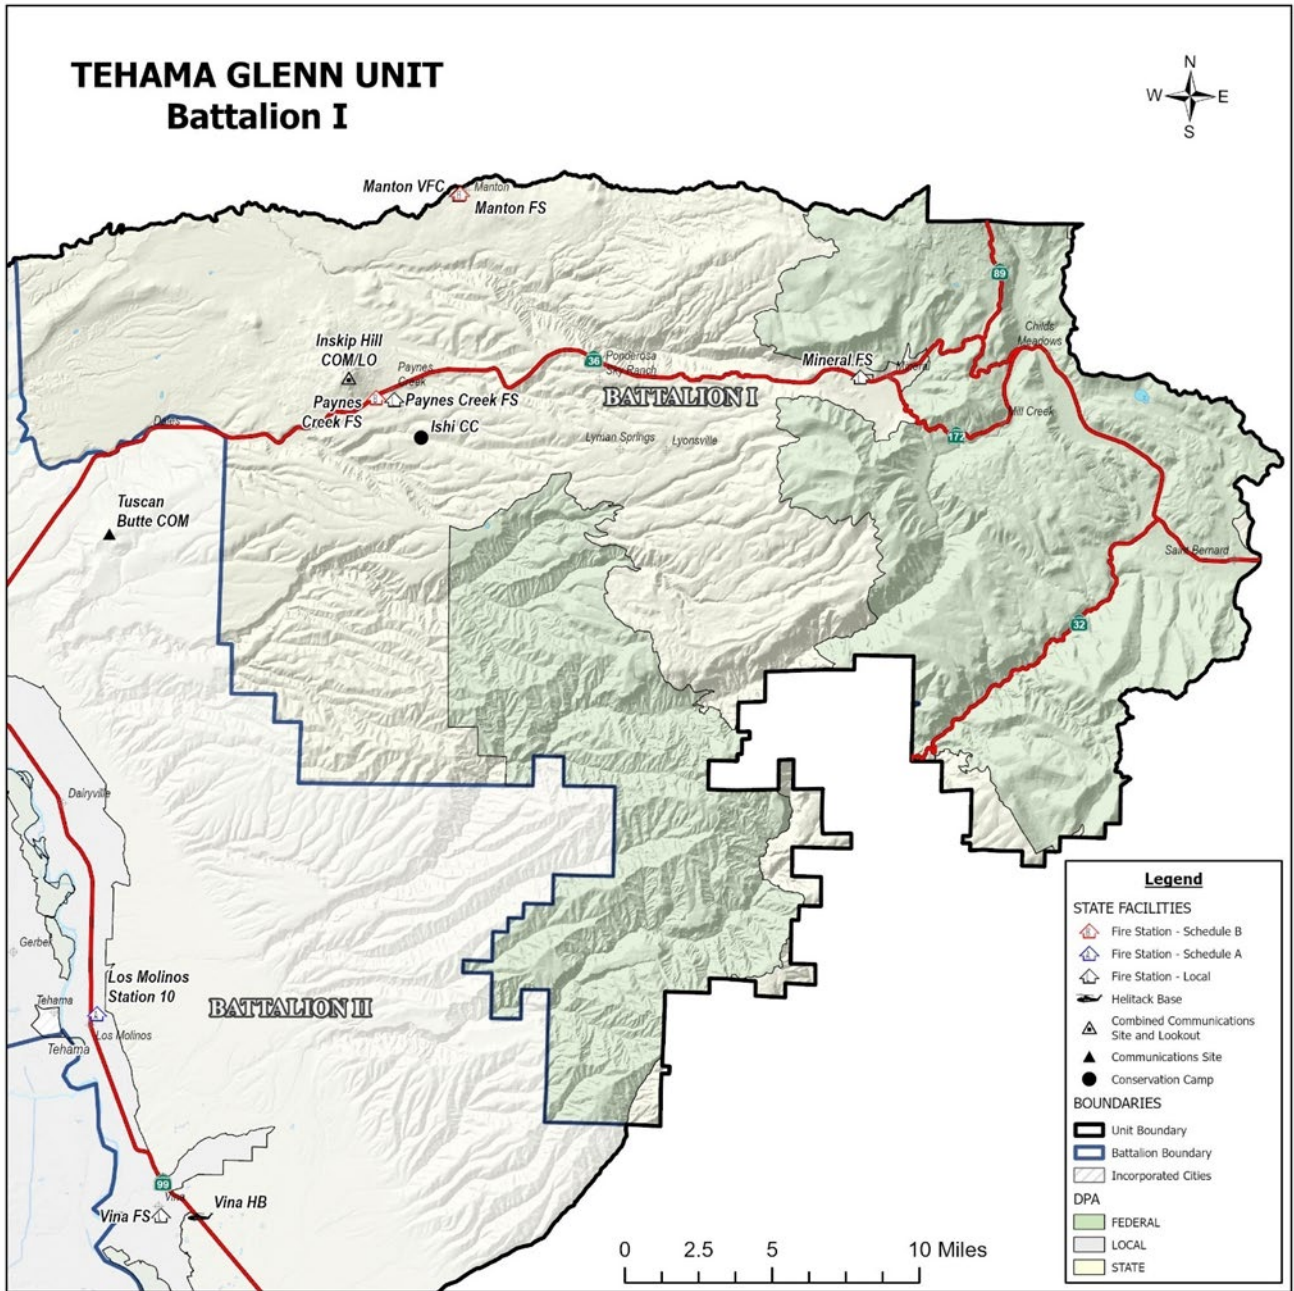 TEHAMA GLENN UNIT
Battalion I
N
W E
S
Manton VFC
Manton
Manton FS
89
Inskip Hill
COM/LO
Childs
Meadows
36
Ponderosa
Sky Ranch
Mineral FS
Mineral
Paynes
Creek
Paynes
Creek FS
Paynes Creek FS
BATTALION I
Mill Creek
Dales
Ishi CC
172
Lyman Springs
Lyonsville
Tuscan
Butte COM
Saint Bernard
32
Dairyville
Gerber
Los Molinos
Station 10
Tehama
BATTALION II
Los Molinos
Tehama
99
Vina
Vina HB
Vina FS
0 2.5 5 10 Miles
Legend
STATE FACILITIES
B
Fire Station - Schedule B
A
Fire Station - Schedule A
L
Fire Station - Local
Helitack Base
Combined Communications
Site and Lookout
Communications Site
Conservation Camp
BOUNDARIES
Unit Boundary
Battalion Boundary
Incorporated Cities
DPA
FEDERAL
LOCAL
STATE